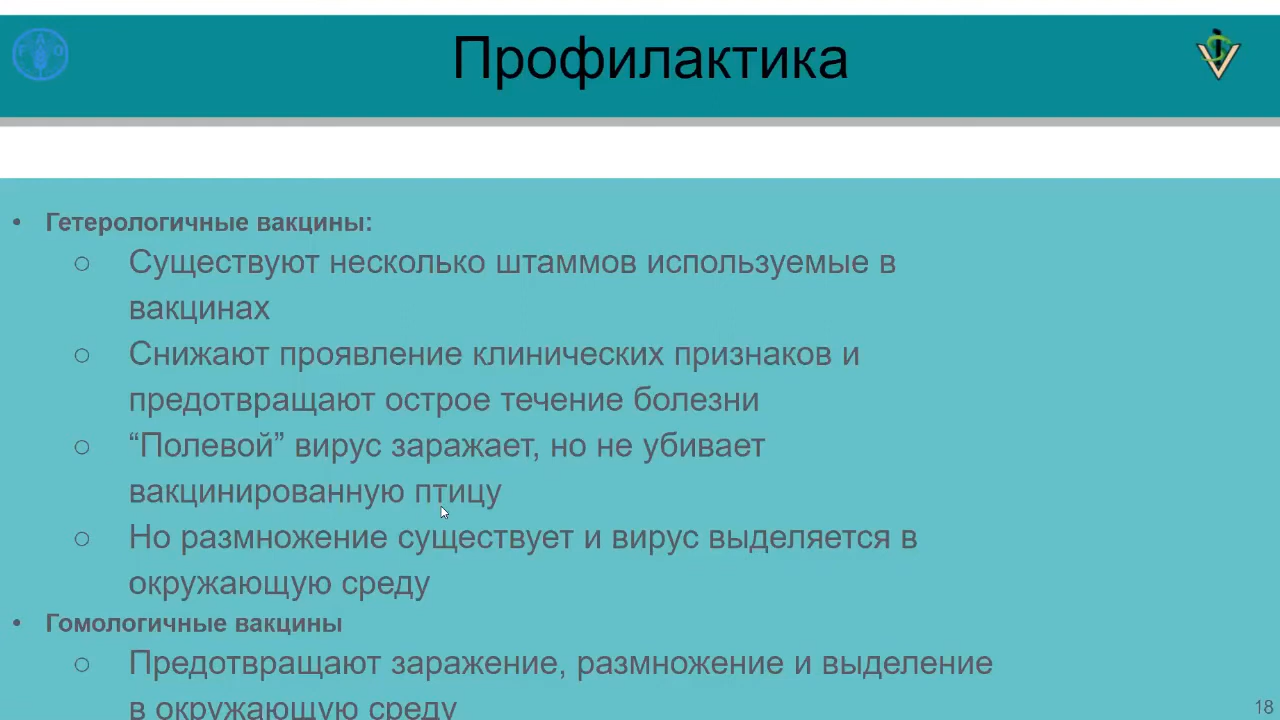 FAO
Профилактика
• Гетерологичные вакцины:
○ Существуют несколько штаммов используемые в
вакцинах
○ Снижают проявление клинических признаков и
предотвращают острое течение болезни
○ “Полевой” вирус заражает, но не убивает
вакцинированную птицу
○ Но размножение существует и вирус выделяется в
окружающую среду
• Гомологичные вакцины
○ Предотвращают заражение, размножение и выделение
в окружающую среду
18